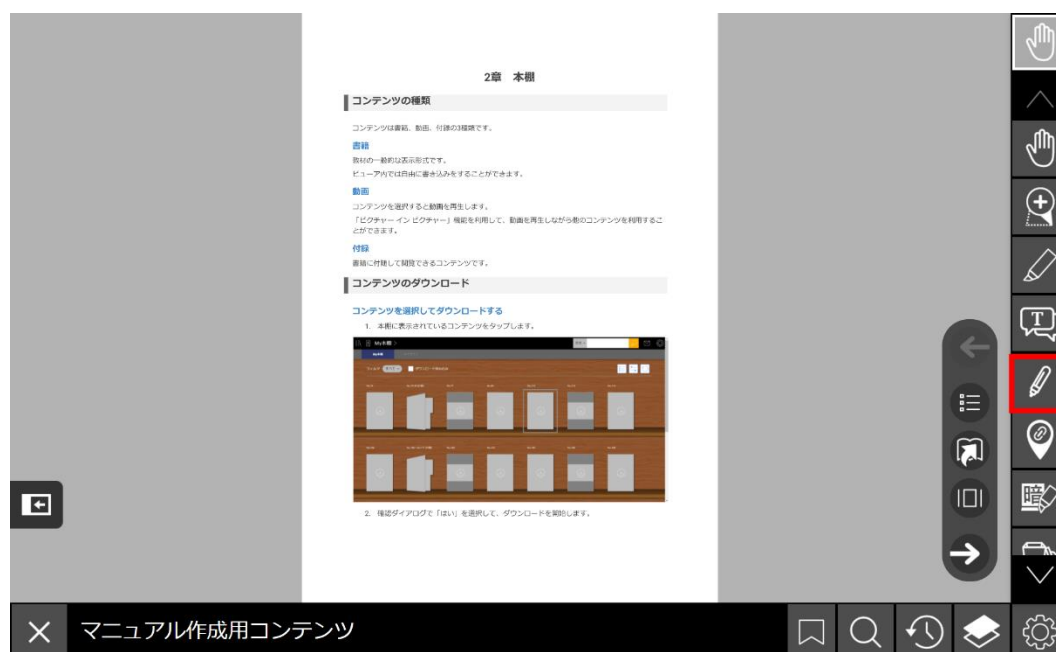 2章 本棚
コンテンツの種類
コンテンツは書籍、動画、付録の3種類です。
書籍
教材の一般的な表示形式です。
ビューア内では自由に書き込みをすることができます。
動画
コンテンツを選択すると動画を再生します。
「ピクチャー イン ピクチャー」機能を利用して、動画を再生しながら他のコンテンツを利用するこ
とができます。
付録
書籍に付随して閲覧できるコンテンツです。
コンテンツのダウンロード
コンテンツを選択してダウンロードする
1. 本棚に表示されているコンテンツをタップします。
My本棚
2. 確認ダイアログで「はい」を選択して、ダウンロードを開始します。
T
暗
マニュアル作成用コンテンツ